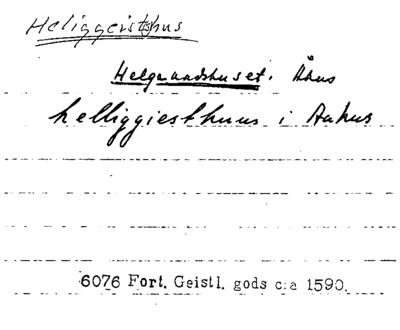 Heliggeisthus
Helgeandshuset i Åhus
helliggiesthuus i Aahus
6076 Fort. Geistl. gods c:a 1590.